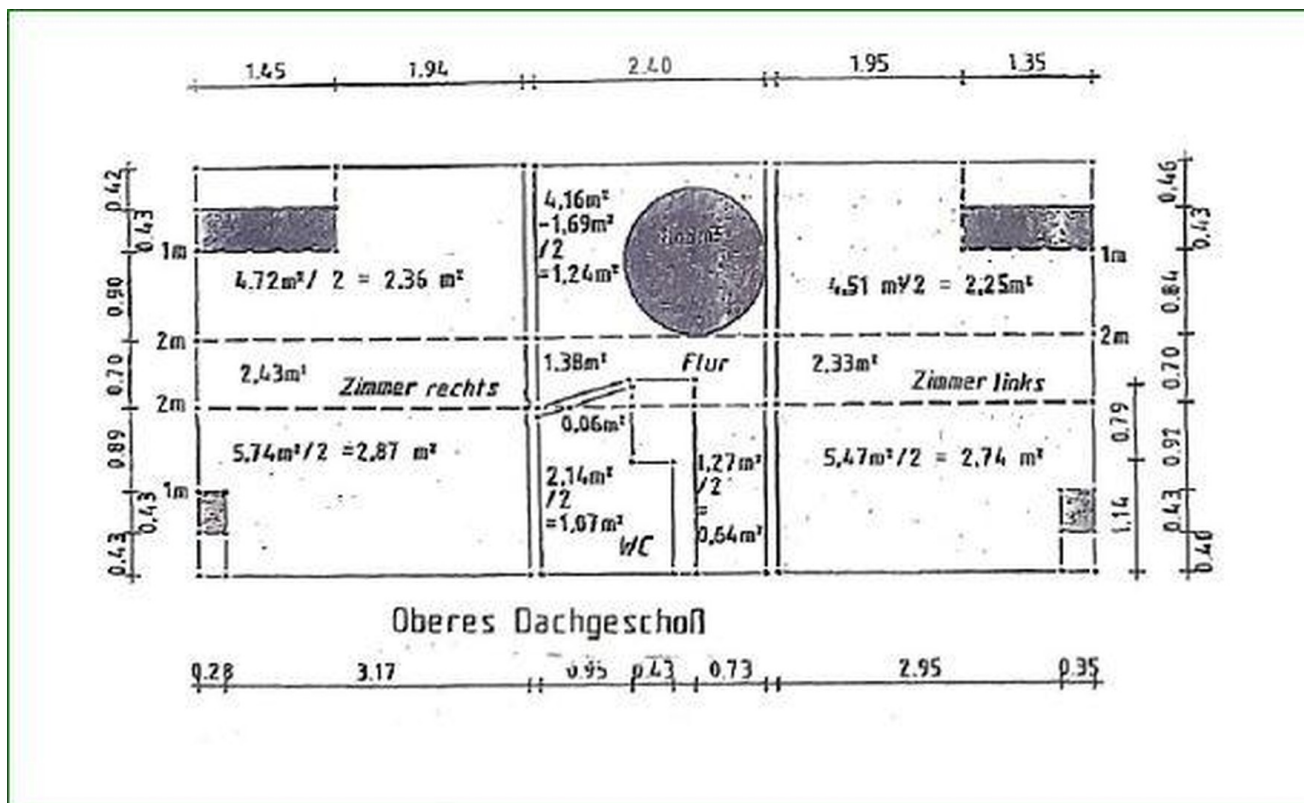 1.45 1.94 2.40 1.95 1.35
0.42
0.43
1m
0.90
2m
0.70
2m
0.89
1m
0.43
0.43
4.72m²/ 2 = 2.36 m²
2,43m²
Zimmer rechts
5,74m²/2 =2,87 m²
4,16m²
-1,69m²
/2
=1,24m²
1.38m²
Flur
0,06m²
2,14m²
/2
=1,07m²
WC
1,27m²
/2
=
0,64m²
4,51 m²/2 = 2,25m²
2,33m²
Zimmer links
5,47m²/2 = 2,74 m²
0,46
0,43
1m
0,84
2m
0,70
0,79
0,92
1.14
0,43
0,40
Oberes Dachgeschoß
0.28 3.17 0.95 0.43 0.73 2.95 0.35